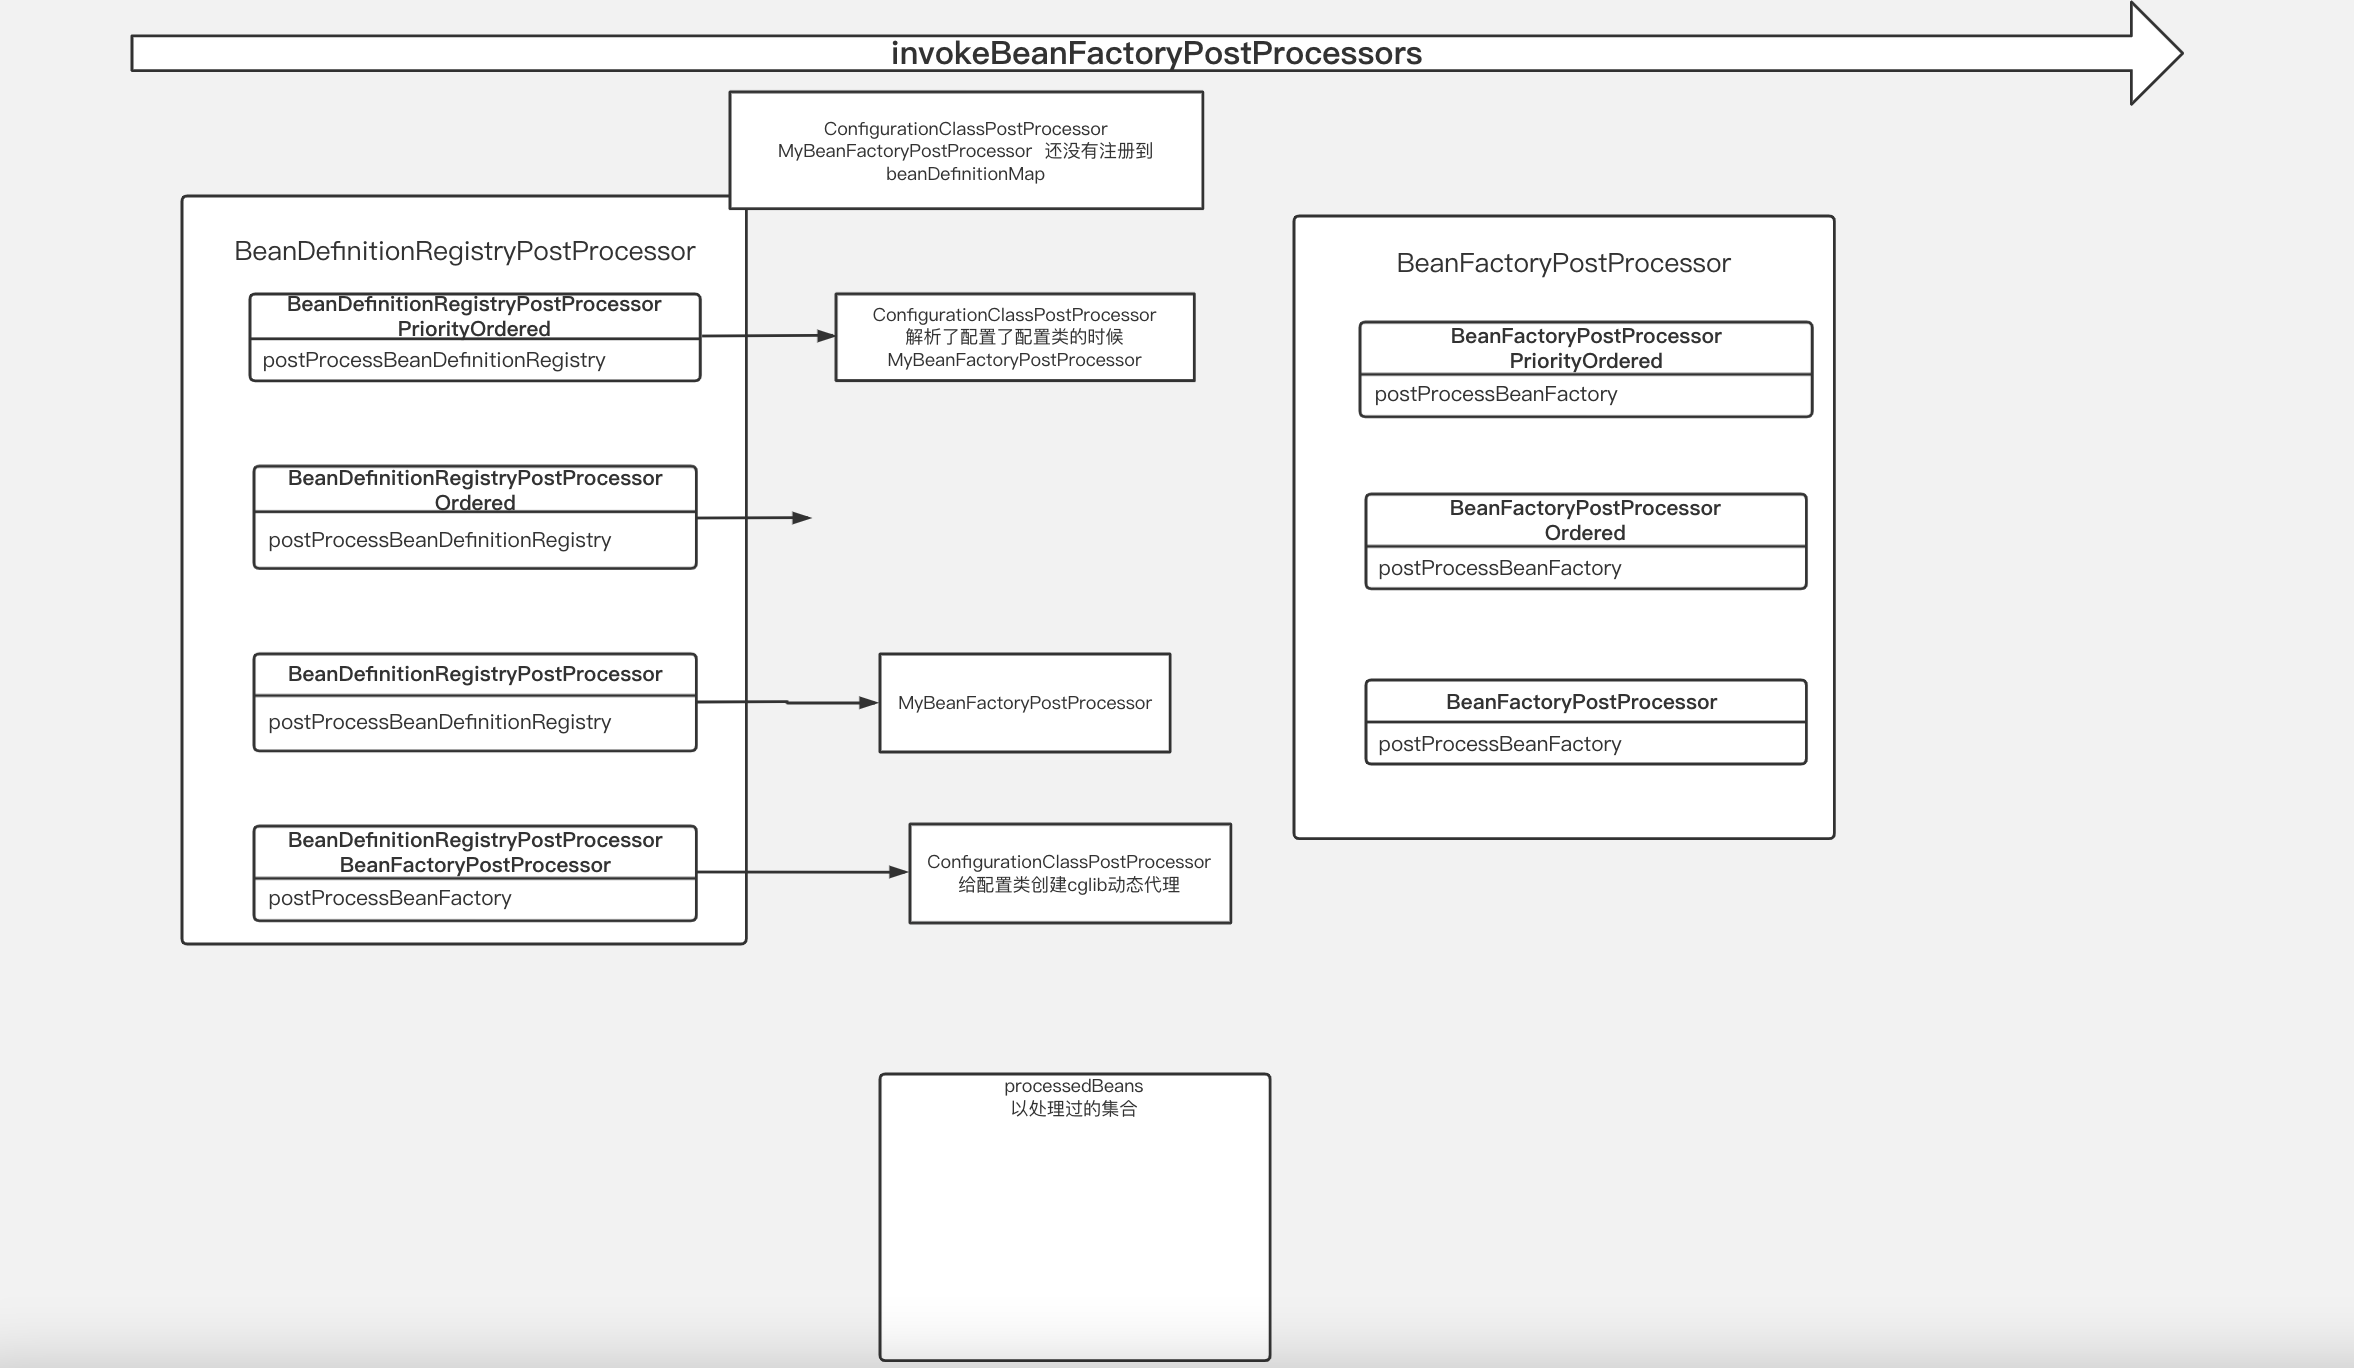 invokeBeanFactoryPostProcessors
ConfigurationClassPostProcessor
MyBeanFactoryPostProcessor 还没有注册到
beanDefinitionMap
BeanDefinitionRegistryPostProcessor
BeanDefinitionRegistryPostProcessor
PriorityOrdered
postProcessBeanDefinitionRegistry
ConfigurationClassPostProcessor
解析了配置了配置类的时候
MyBeanFactoryPostProcessor
BeanDefinitionRegistryPostProcessor
Ordered
postProcessBeanDefinitionRegistry
BeanDefinitionRegistryPostProcessor
postProcessBeanDefinitionRegistry
MyBeanFactoryPostProcessor
BeanDefinitionRegistryPostProcessor
BeanFactoryPostProcessor
postProcessBeanFactory
ConfigurationClassPostProcessor
给配置类创建cglib动态代理
BeanFactoryPostProcessor
BeanFactoryPostProcessor
PriorityOrdered
postProcessBeanFactory
BeanFactoryPostProcessor
Ordered
postProcessBeanFactory
BeanFactoryPostProcessor
postProcessBeanFactory
processedBeans
以处理过的集合